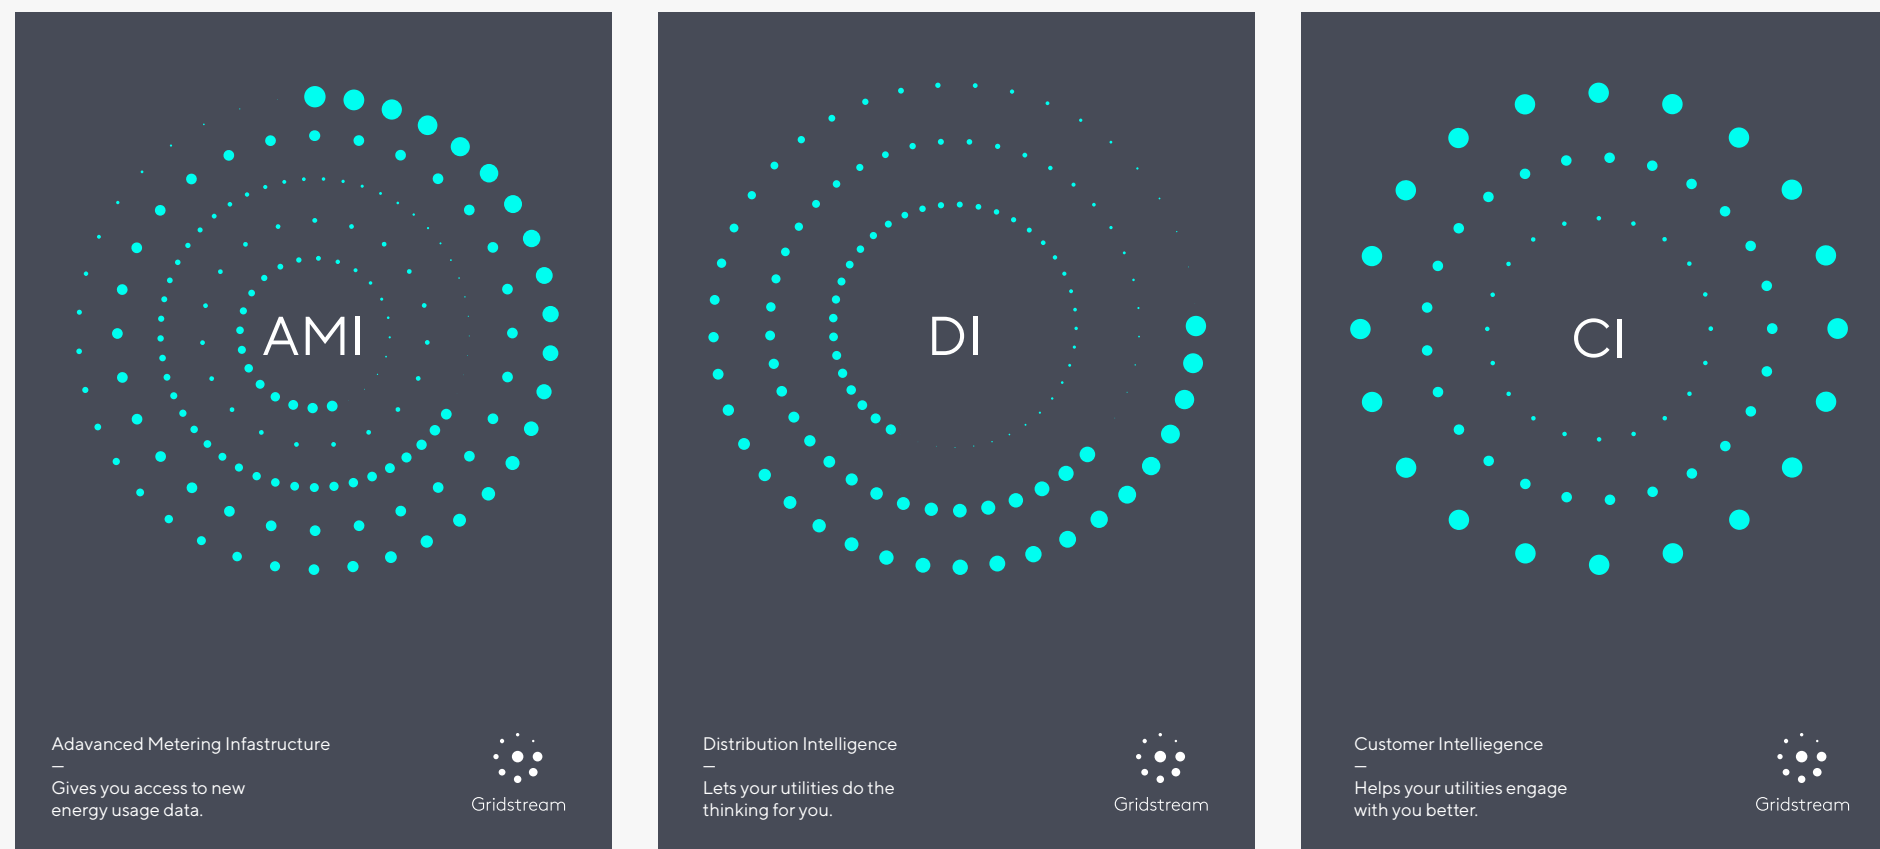 AMI
Adavanced Metering Infastructure
—
Gives you access to new
energy usage data.
Gridstream
DI
Distribution Intelligence
—
Lets your utilities do the
thinking for you.
Gridstream
CI
Customer Intelliegence
—
Helps your utilities engage
with you better.
Gridstream